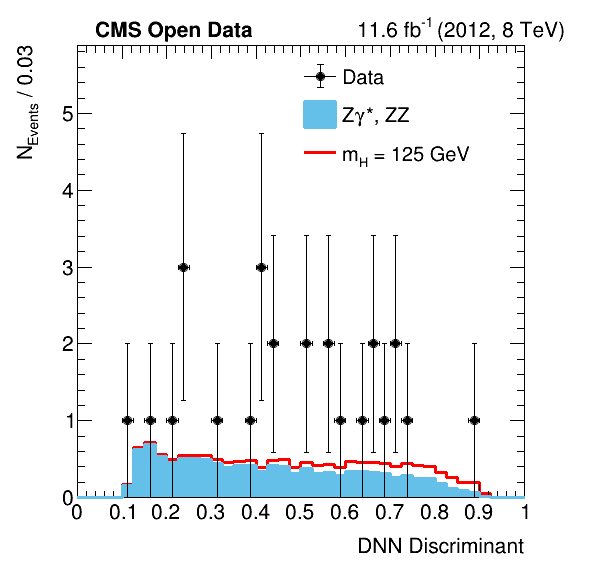 CMS Open Data
11.6 fb⁻¹ (2012, 8 TeV)
N_Events / 0.03
Data
Zγ*, ZZ
m_H = 125 GeV
5
4
3
2
1
0
0 0.1 0.2 0.3 0.4 0.5 0.6 0.7 0.8 0.9 1
DNN Discriminant